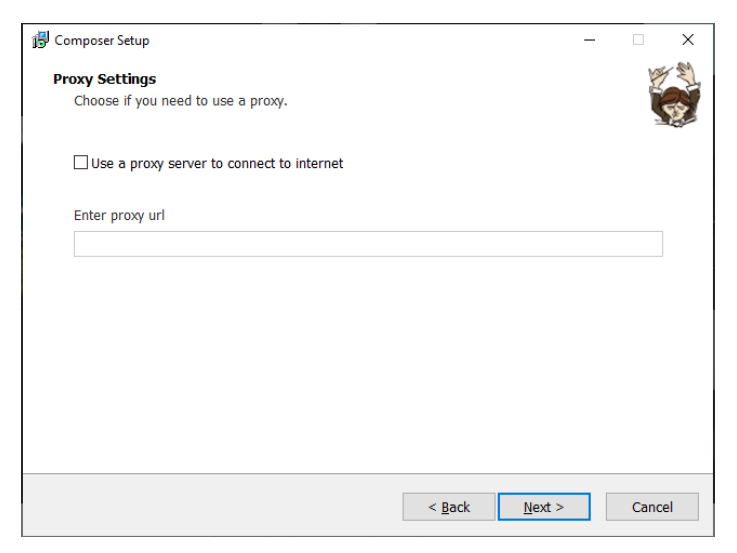 Composer Setup
Proxy Settings
Choose if you need to use a proxy.
Use a proxy server to connect to internet
Enter proxy url
< Back
Next >
Cancel